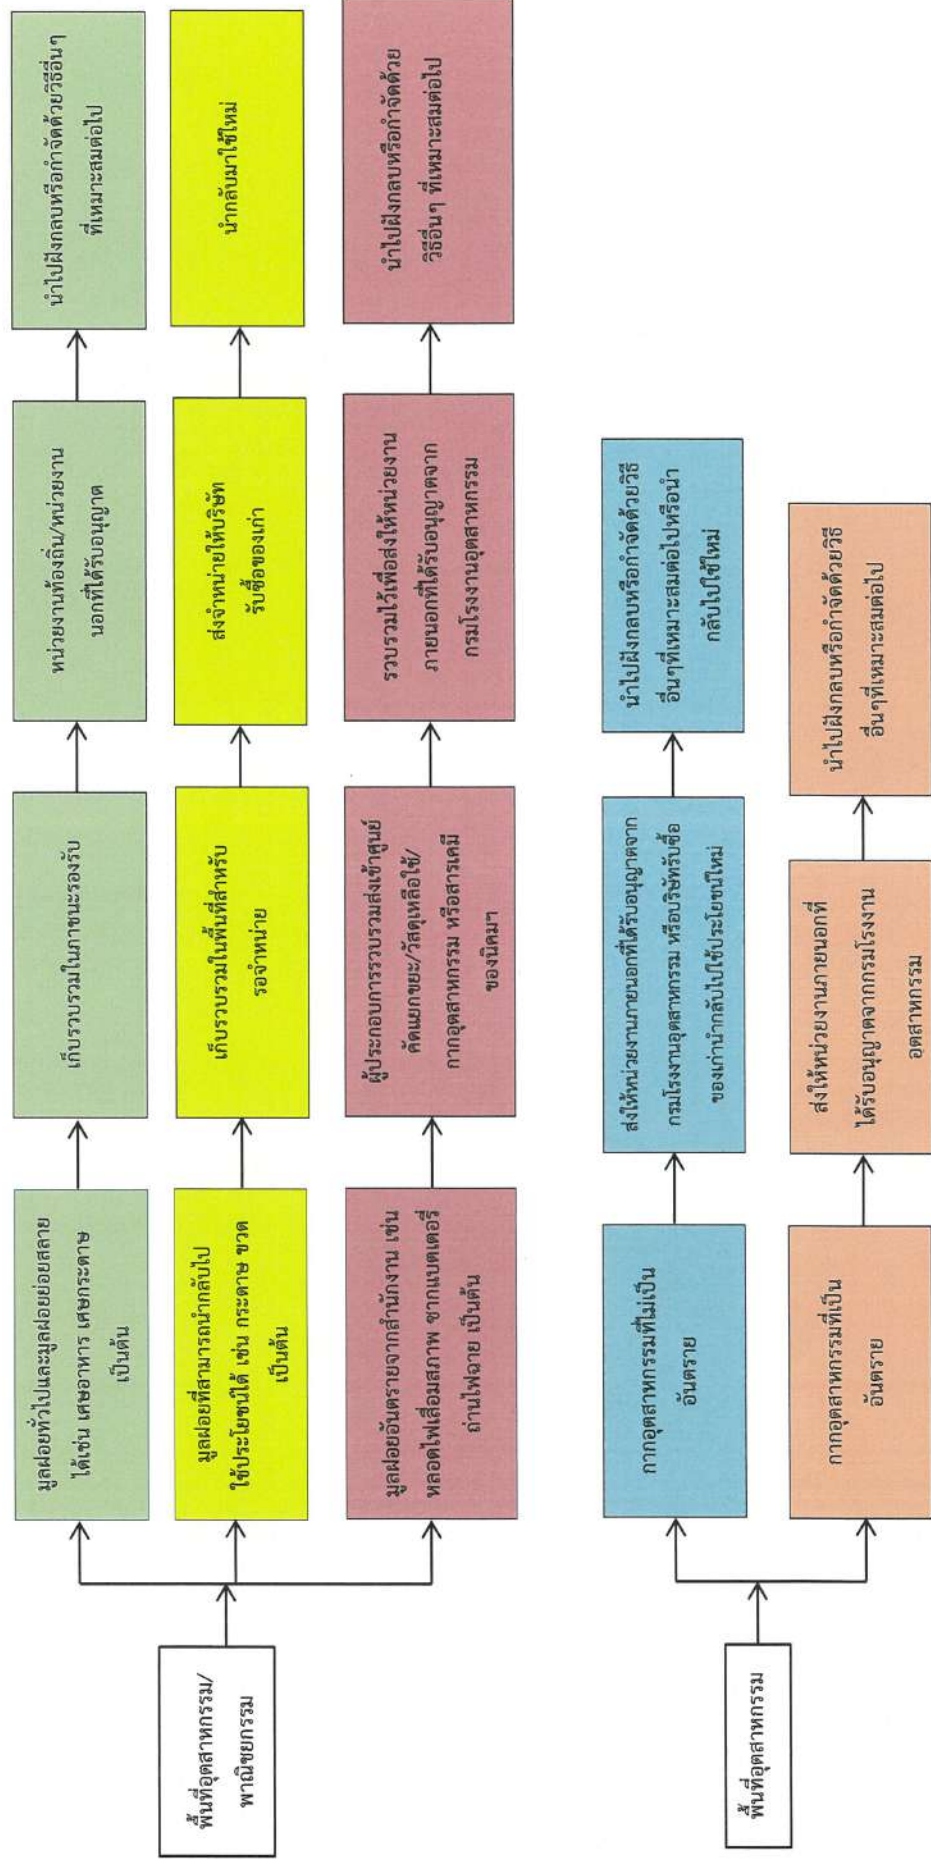 พื้นที่อุตสาหกรรม/
พาณิชยกรรม
มูลฝอยทั่วไปและมูลฝอยย่อยสลาย
ได้เช่น เศษอาหาร เศษกระดาษ
เป็นต้น
เก็บรวบรวมในภาชนะรองรับ
หน่วยงานท้องถิ่น/หน่วยงาน
นอกที่ได้รับอนุญาต
นำไปฝังกลบหรือกำจัดด้วยวิธีอื่นๆ
ที่เหมาะสมต่อไป
มูลฝอยที่สามารถนำกลับไป
ใช้ประโยชน์ได้ เช่น กระดาษ ขวด
เป็นต้น
เก็บรวบรวมในพื้นที่สำหรับ
รอจำหน่าย
ส่งจำหน่ายให้บริษัท
รับซื้อของเก่า
นำกลับมาใช้ใหม่
มูลฝอยอันตรายจากสำนักงาน เช่น
หลอดไฟเสื่อมสภาพ ซากแบตเตอรี่
ถ่านไฟฉาย เป็นต้น
ผู้ประกอบการรวบรวมส่งเข้าศูนย์
คัดแยกขยะ/วัสดุเหลือใช้/
กากอุตสาหกรรม หรือสารเคมี
ของนิคมฯ
รวบรวมไว้เพื่อส่งให้หน่วยงาน
ภายนอกที่ได้รับอนุญาตจาก
กรมโรงงานอุตสาหกรรม
นำไปฝังกลบหรือกำจัดด้วย
วิธีอื่นๆ ที่เหมาะสมต่อไป
พื้นที่อุตสาหกรรม
กากอุตสาหกรรมที่ไม่เป็น
อันตราย
ส่งให้หน่วยงานภายนอกที่ได้รับอนุญาตจาก
กรมโรงงานอุตสาหกรรม หรือบริษัทรับซื้อ
ของเก่านำกลับไปใช้ประโยชน์ใหม่
นำไปฝังกลบหรือกำจัดด้วยวิธี
อื่นๆที่เหมาะสมต่อไปหรือนำ
กลับไปใช้ใหม่
กากอุตสาหกรรมที่เป็น
อันตราย
ส่งให้หน่วยงานภายนอกที่
ได้รับอนุญาตจากกรมโรงงาน
อุตสาหกรรม
นำไปฝังกลบหรือกำจัดด้วยวิธี
อื่นๆที่เหมาะสมต่อไป